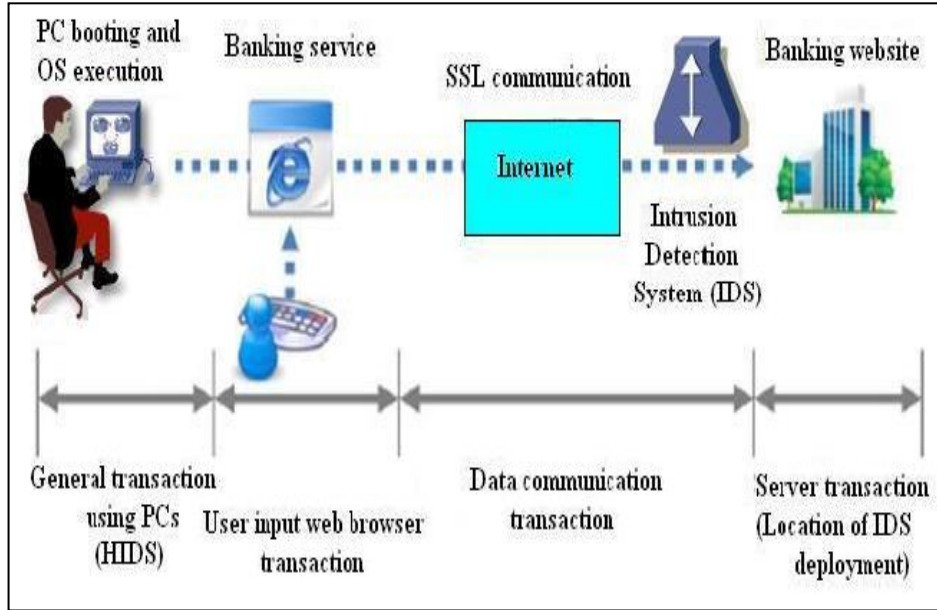 PC booting and
OS execution
Banking service
SSL communication
Banking website
Internet
Intrusion
Detection
System (IDS)
General transaction
using PCs
(HIDS)
User input web browser
transaction
Data communication
transaction
Server transaction
(Location of IDS
deployment)